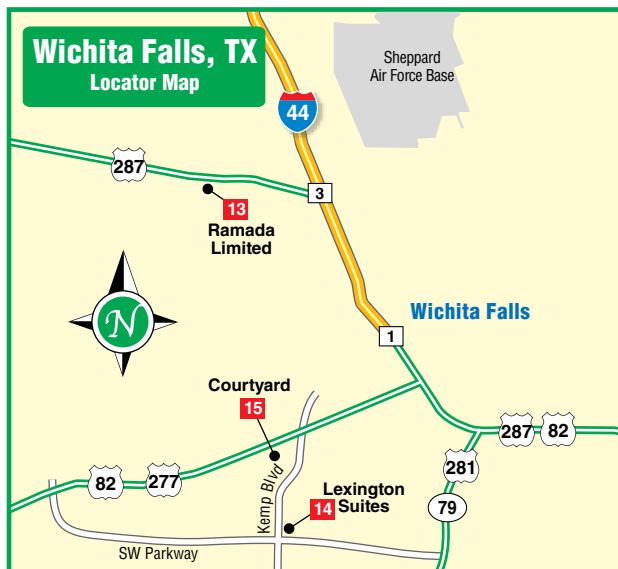 Wichita Falls, TX
Locator Map
Sheppard
Air Force Base
44
287
3
13
Ramada
Limited
N
Wichita Falls
1
Courtyard
15
287
82
281
82
277
Kemp Blvd
Lexington
Suites
14
79
SW Parkway